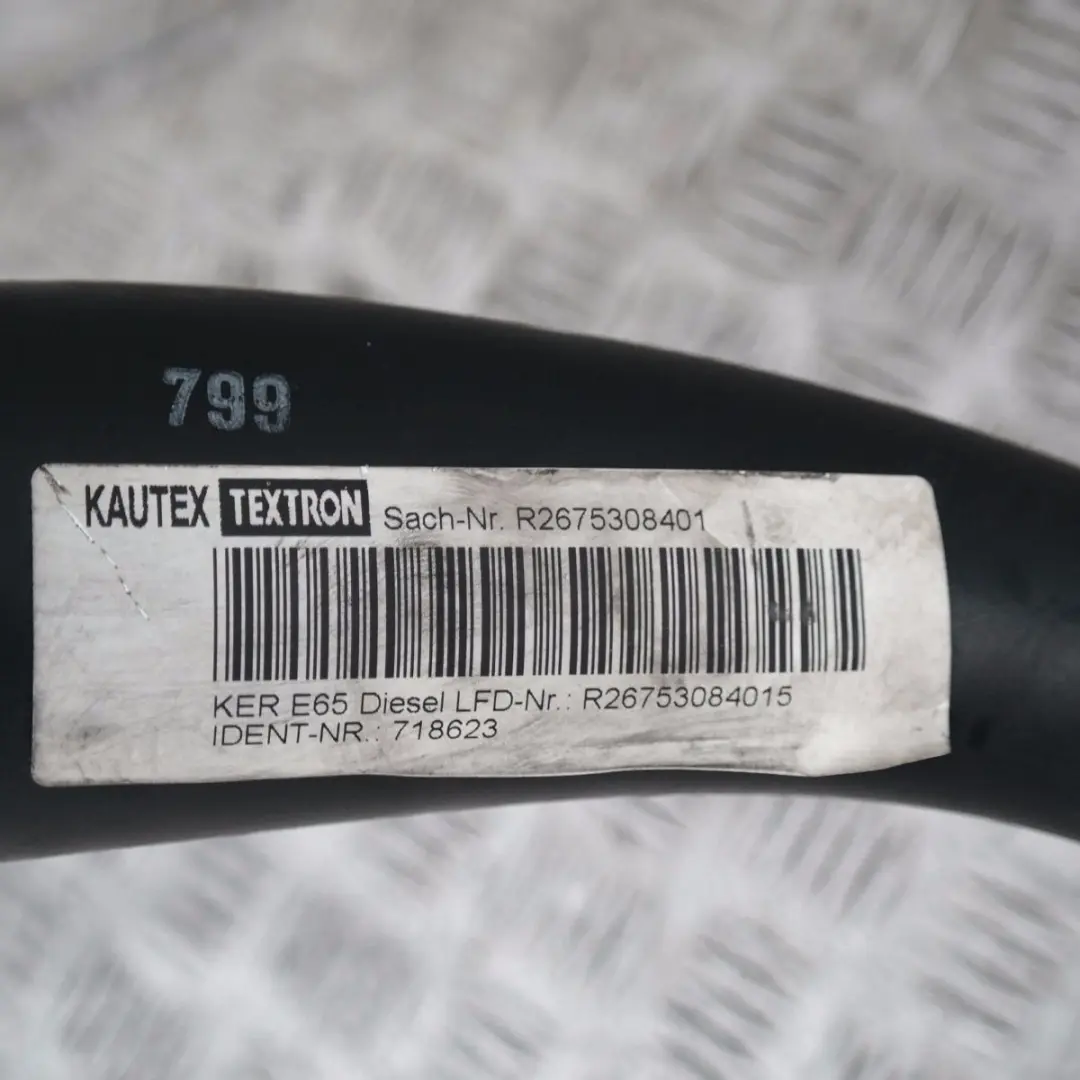 799
KAUTEX TEXTRON Sach-Nr. R2675308401
KER E65 Diesel LFD-Nr.: R26753084015
IDENT-NR.: 718623